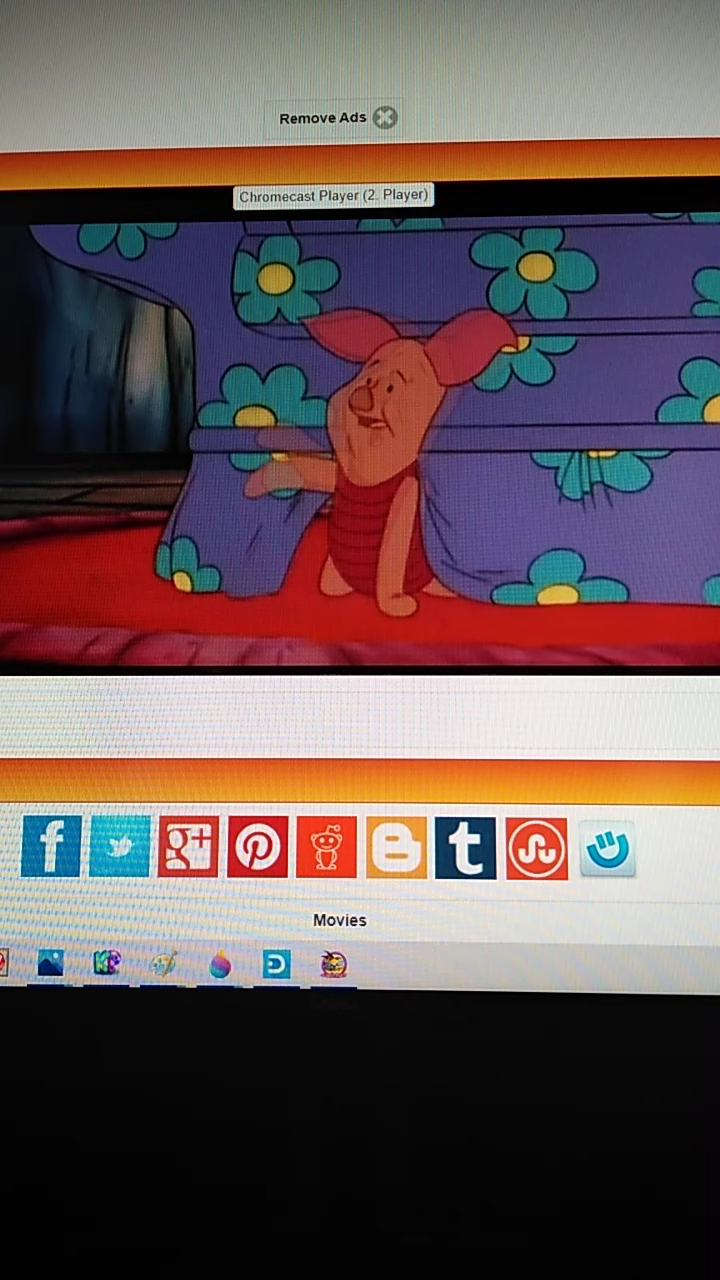 Remove Ads
Chromecast Player (2. Player)
f
g+
t
Movies